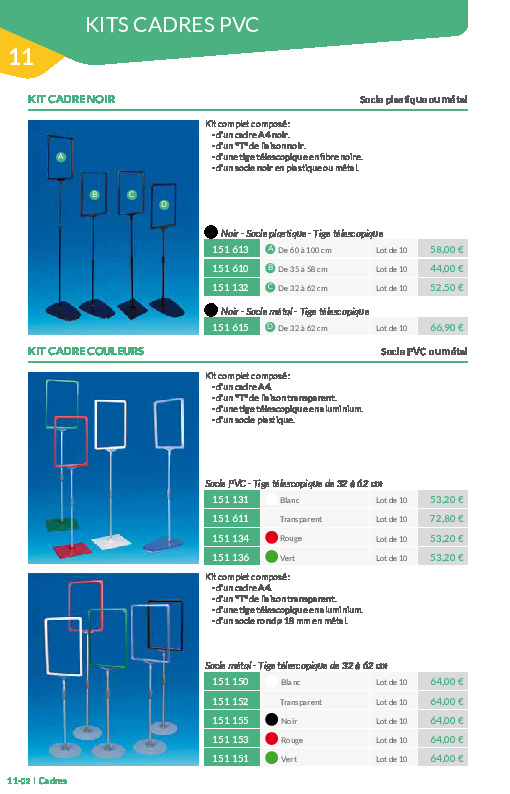 KITS CADRES PVC
11
KIT CADRE NOIR Socle plastique ou métal
Kit complet composé :
- d'un cadre A4 noir.
- d'un "T" de liaison noir.
- d'une tige télescopique en fibre noire.
- d'un socle noir en plastique ou métal.
A
B
C
D
Noir - Socle plastique - Tige télescopique
151 613 A De 60 à 100 cm Lot de 10 58,00 €
151 610 B De 35 à 58 cm Lot de 10 44,00 €
151 132 C De 32 à 62 cm Lot de 10 52,50 €
Noir - Socle métal - Tige télescopique
151 615 D De 32 à 62 cm Lot de 10 66,90 €
KIT CADRE COULEURS Socle PVC ou métal
Kit complet composé :
- d'un cadre A4.
- d'un "T" de liaison transparent.
- d'une tige télescopique en aluminium.
- d'un socle plastique.
Socle PVC - Tige télescopique de 32 à 62 cm
151 131 Blanc Lot de 10 53,20 €
151 611 Transparent Lot de 10 72,80 €
151 134 Rouge Lot de 10 53,20 €
151 136 Vert Lot de 10 53,20 €
Kit complet composé :
- d'un cadre A4.
- d'un "T" de liaison transparent.
- d'une tige télescopique en aluminium.
- d'un socle rond ø 18 mm en métal.
Socle métal - Tige télescopique de 32 à 62 cm
151 150 Blanc Lot de 10 64,00 €
151 152 Transparent Lot de 10 64,00 €
151 155 Noir Lot de 10 64,00 €
151 153 Rouge Lot de 10 64,00 €
151 151 Vert Lot de 10 64,00 €
11-02 | Cadres